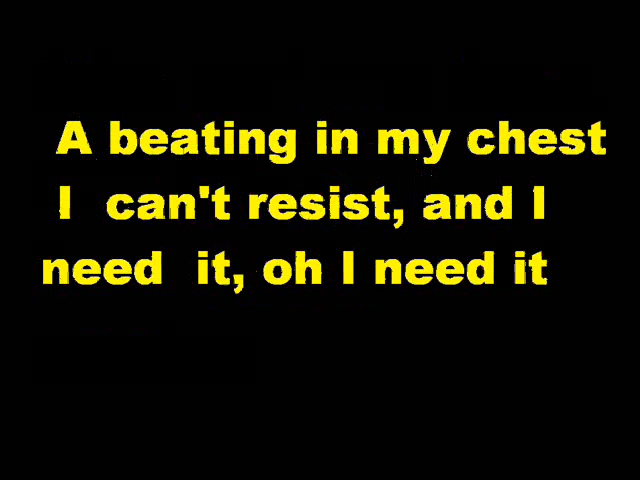 A beating in my chest
I can't resist, and I
need it, oh I need it